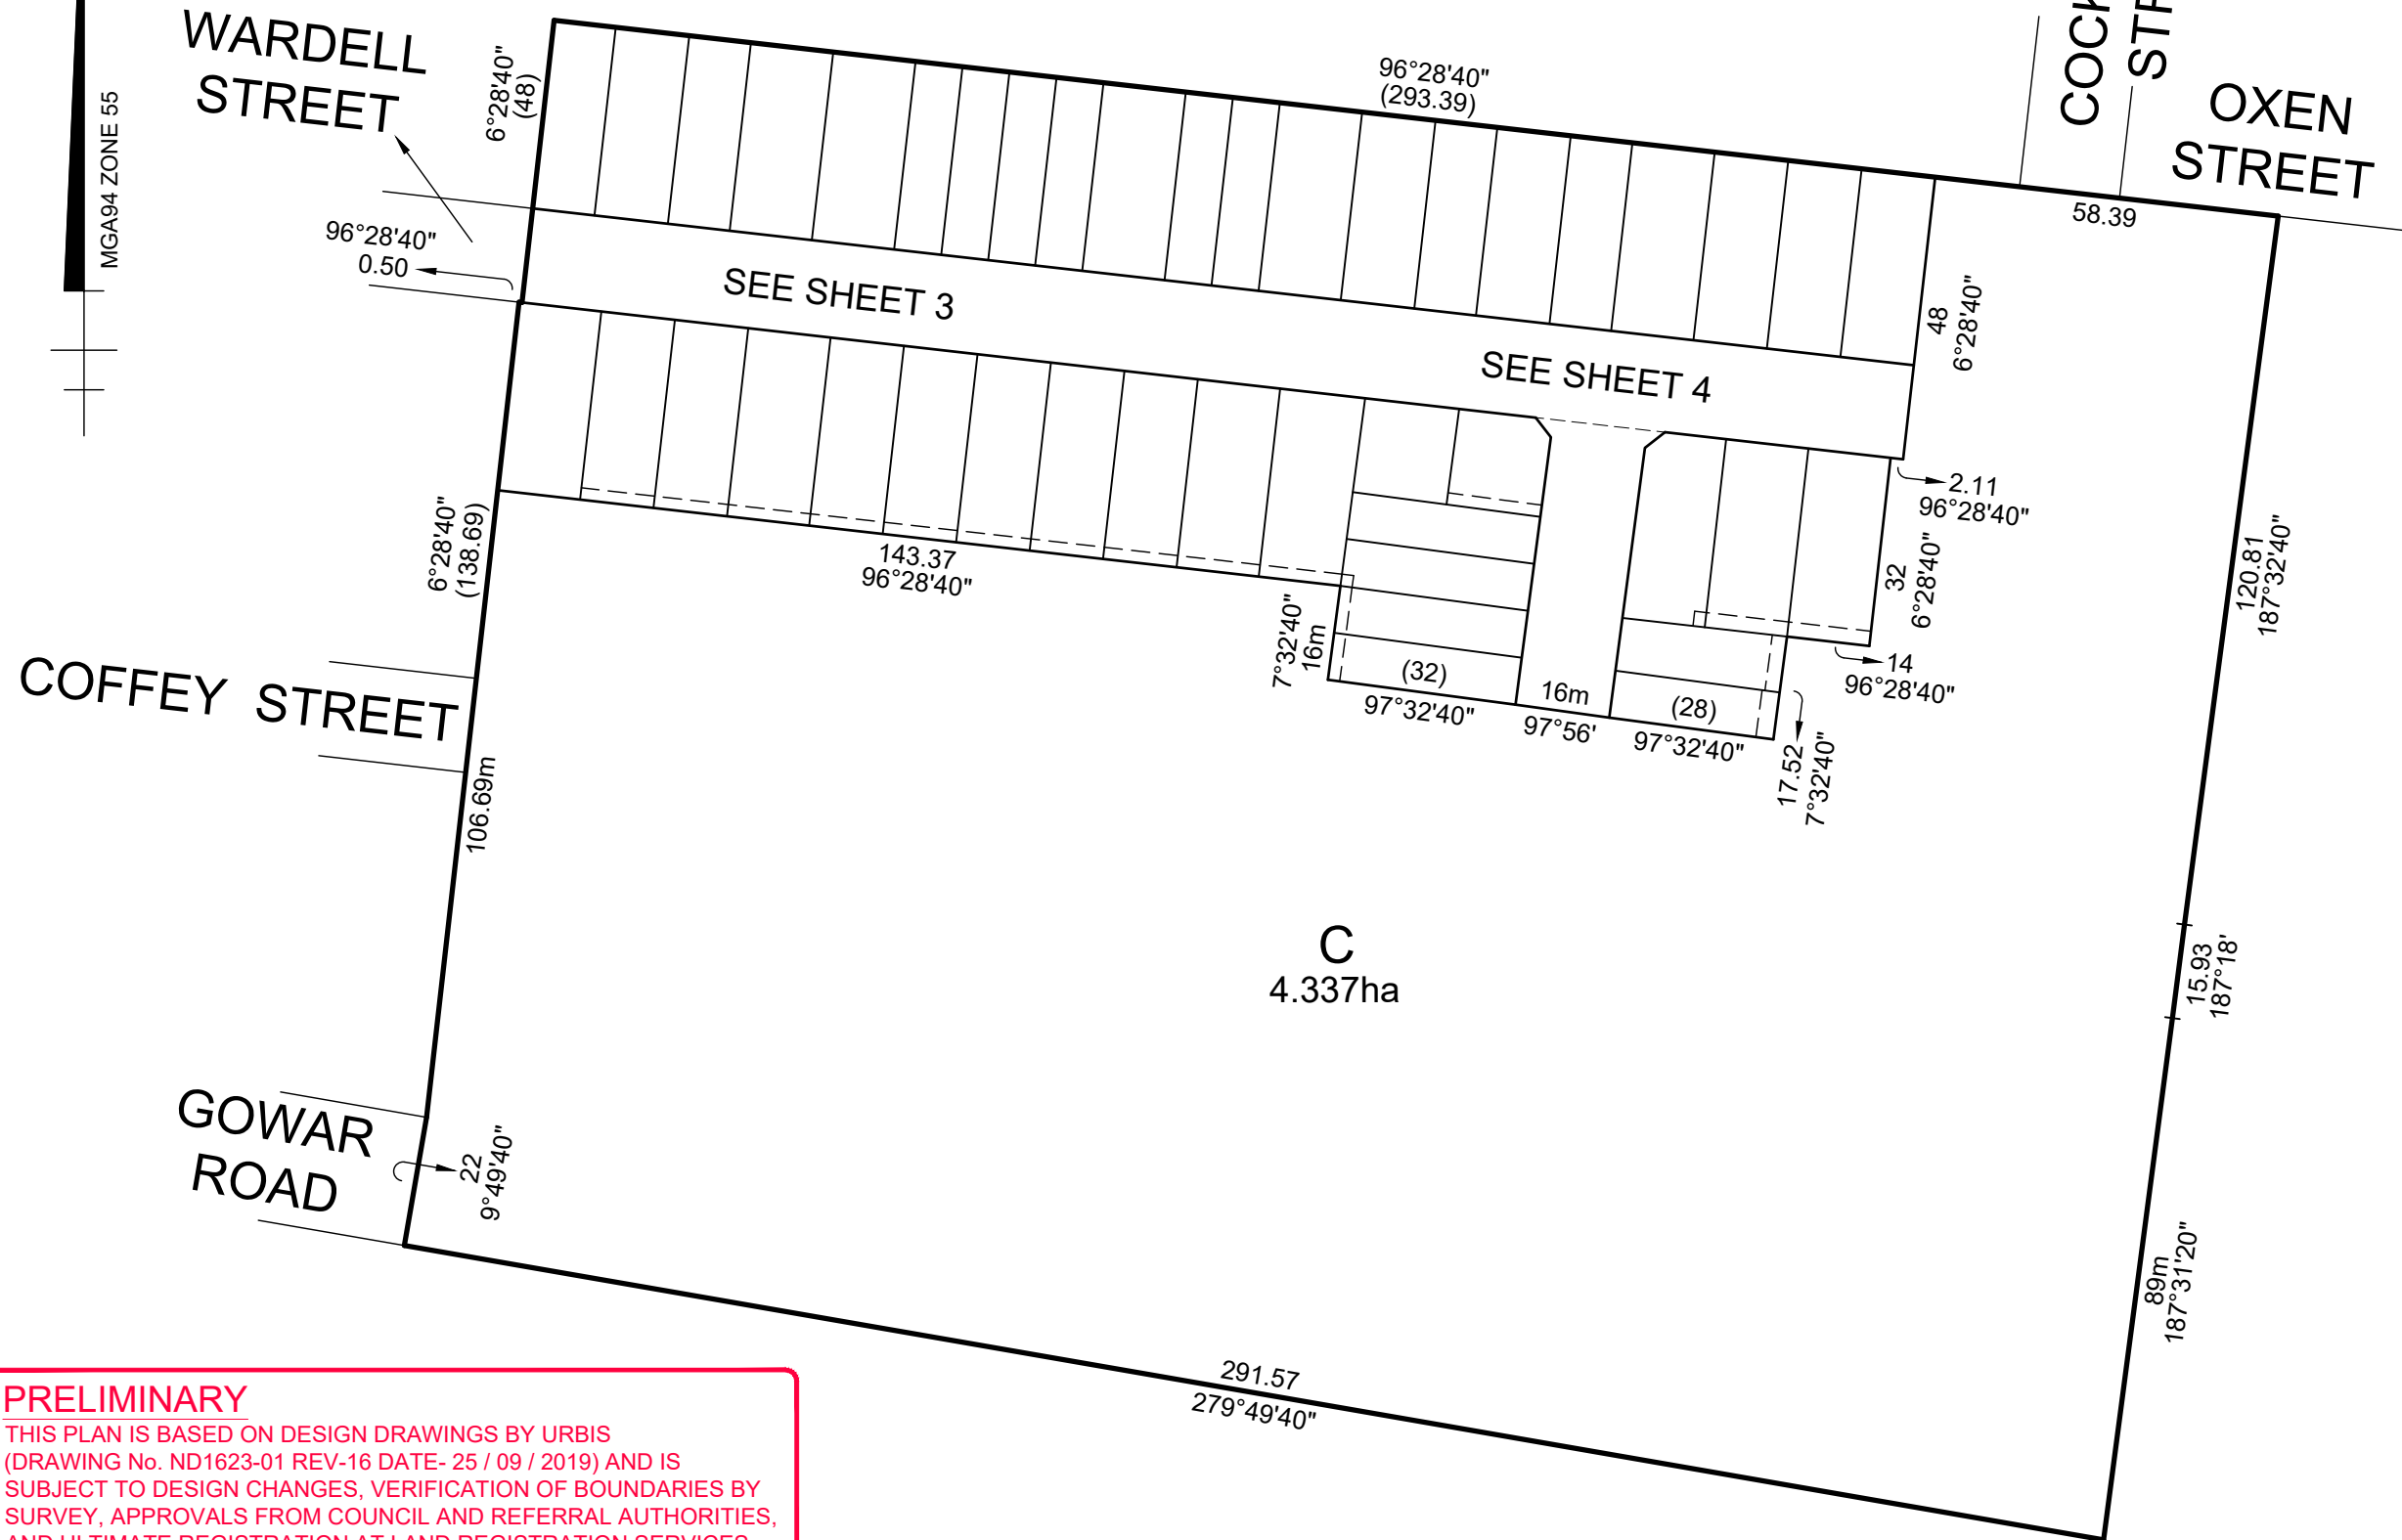 WARDELL
STREET
MGA94 ZONE 55
6°28'40"
(48)
96°28'40"
(293.39)
OXEN
STREET
58.39
96°28'40"
0.50
SEE SHEET 3
SEE SHEET 4
48
6°28'40"
2.11
96°28'40"
32
6°28'40"
120.81
187°32'40"
6°28'40"
(138.69)
143.37
96°28'40"
7°32'40"
16m
(32)
97°32'40"
16m
97°56'
(28)
97°32'40"
14
96°28'40"
17.52
7°32'40"
COFFEY STREET
106.69m
C
4.337ha
15.93
187°18'
GOWAR
ROAD
22
9°49'40"
89m
187°31'20"
291.57
279°49'40"
PRELIMINARY
THIS PLAN IS BASED ON DESIGN DRAWINGS BY URBIS
(DRAWING No. ND1623-01 REV-16 DATE- 25 / 09 / 2019) AND IS
SUBJECT TO DESIGN CHANGES, VERIFICATION OF BOUNDARIES BY
SURVEY, APPROVALS FROM COUNCIL AND REFERRAL AUTHORITIES,
AND ULTIMATE REGISTRATION AT LAND REGISTRATION SERVICES